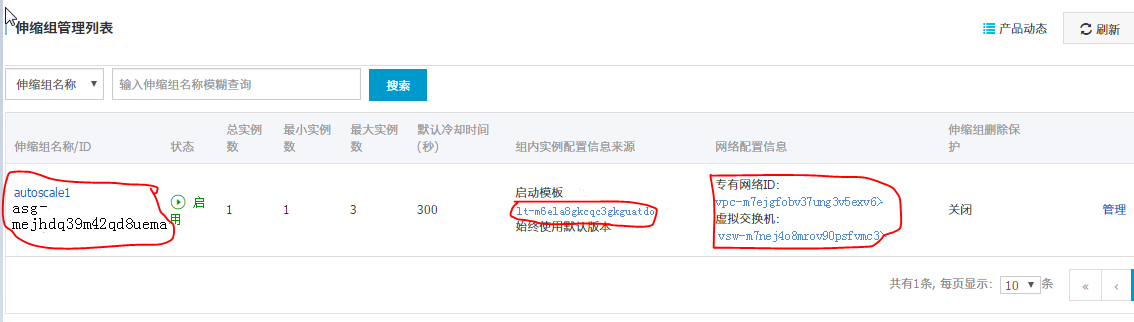 伸缩组管理列表
产品动态
刷新
伸缩组名称
输入伸缩组名称模糊查询
搜索
伸缩组名称/ID
状态
总实例数
最小实例数
最大实例数
默认冷却时间(秒)
组内实例配置信息来源
网络配置信息
伸缩组删除保护
autoscale1
asg-
mejhdq39m42qd8uema
启用
1
1
3
300
启动模板
lt-m6ela8gkcqc3gkguatdo
始终使用默认版本
专有网络ID:
vpc-m7ejgfobv37ung3v5exv6>
虚拟交换机:
vsw-m7nej4o8mrov90psfvmc3>
关闭
管理
共有1条, 每页显示:
10
条
«
‹